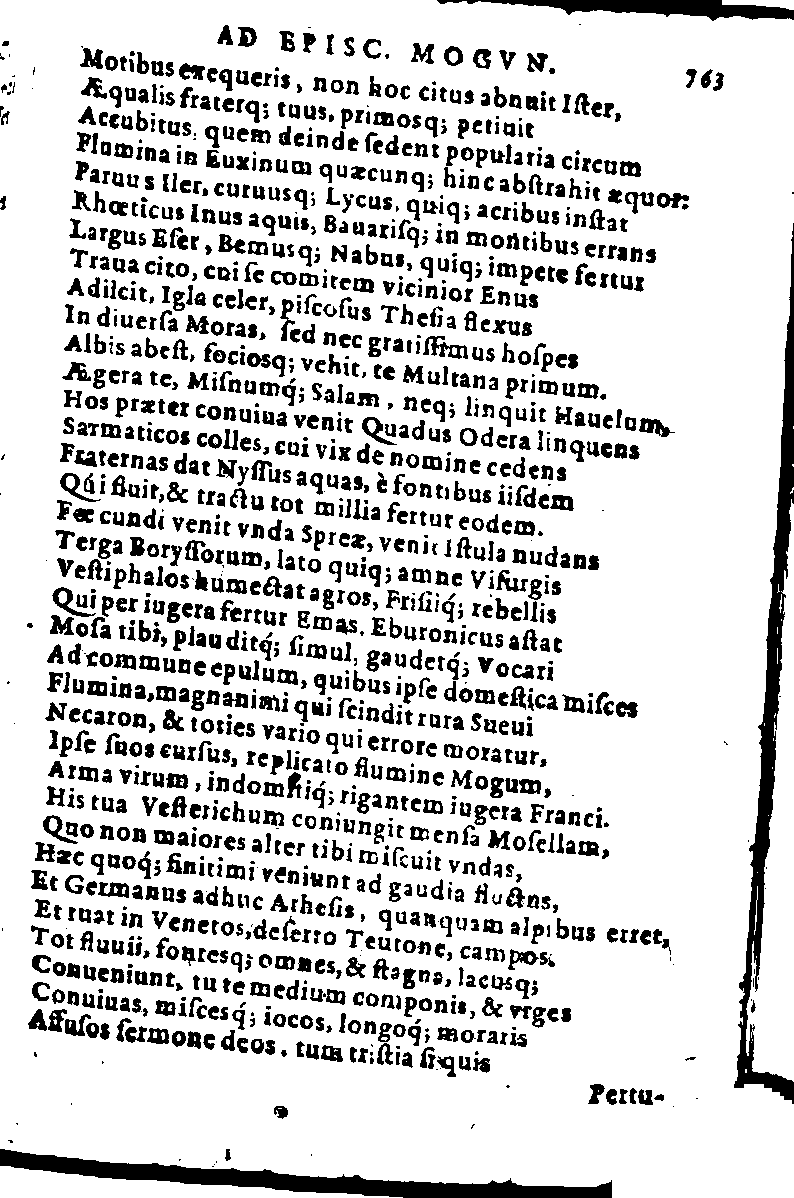 AD EPISC. MOGVN. 763
Motibus exequeris, non hoc citus abnuit Iſter,
Æqualis fraterq; tuus, primosq; petiuit
Accubitus, quem deinde ſedent popularia circum
Flumina in Euxinum quæcunq; hinc abſtrahit æquor:
Paruus Iler, curuusq; Lycus, quiq; acribus inſtat
Rhœticus Inus aquis, Bauariſq; in montibus errans
Largus Eſer, Bemusq; Nabus, quiq; impete fertur
Traua cito, cui ſe comitem vicinior Enus
Adiicit, Igla celer, piſcoſus Theſia flexus
In diuerſa Moras, ſed nec gratiſſimus hoſpes
Albis abeſt, ſociosq; vehit, te Multana primum.
Ægera te, Miſnumq́; Salam, neq; linquit Hauelum,
Hos præter conuiua venit Quadus Odera linquens
Sarmaticos colles, cui vix de nomine cedens
Fraternas dat Nyſſus aquas, è fontibus iiſdem
Qui fluit, & tractu tot millia fertur eodem.
Fœcundi venit vnda Spreæ, venit Iſtula nudans
Terga Boryſſorum, lato quiq; amne Viſurgis
Veſtiphalos humectat agros, Friſiiq́; rebellis
Qui per iugera fertur Emas, Eburonicus aſtat
Moſa tibi, plauditq́; ſimul, gaudetq́; Vocari
Ad commune epulum, quibus ipſe domeſtica miſces
Flumina, magnanimi qui ſcindit rura Sueui
Necaron, & toties vario qui errore moratur,
Ipſe ſuos curſus, replicato flumine Mogum,
Arma virum, indomitiq́; rigantem iugera Franci.
His tua Veſterichum coniungit menſa Moſellam,
Quo non maiores alter tibi miſcuit vndas,
Hæc quoq́; finitimi veniunt ad gaudia fluctus,
Et Germanus adhuc Atheſis, quanquam alpibus erret,
Et ruat in Venetos, deſerto Teutone, campos.
Tot fluuii, fontesq; omnes, & ſtagna, lacusq;
Conueniunt, tu te medium componis, & vrges
Conuiuas, miſcesq́; iocos, longoq́; moraris
Affuſos ſermone deos. tum triſtia ſi quis
Pertu-